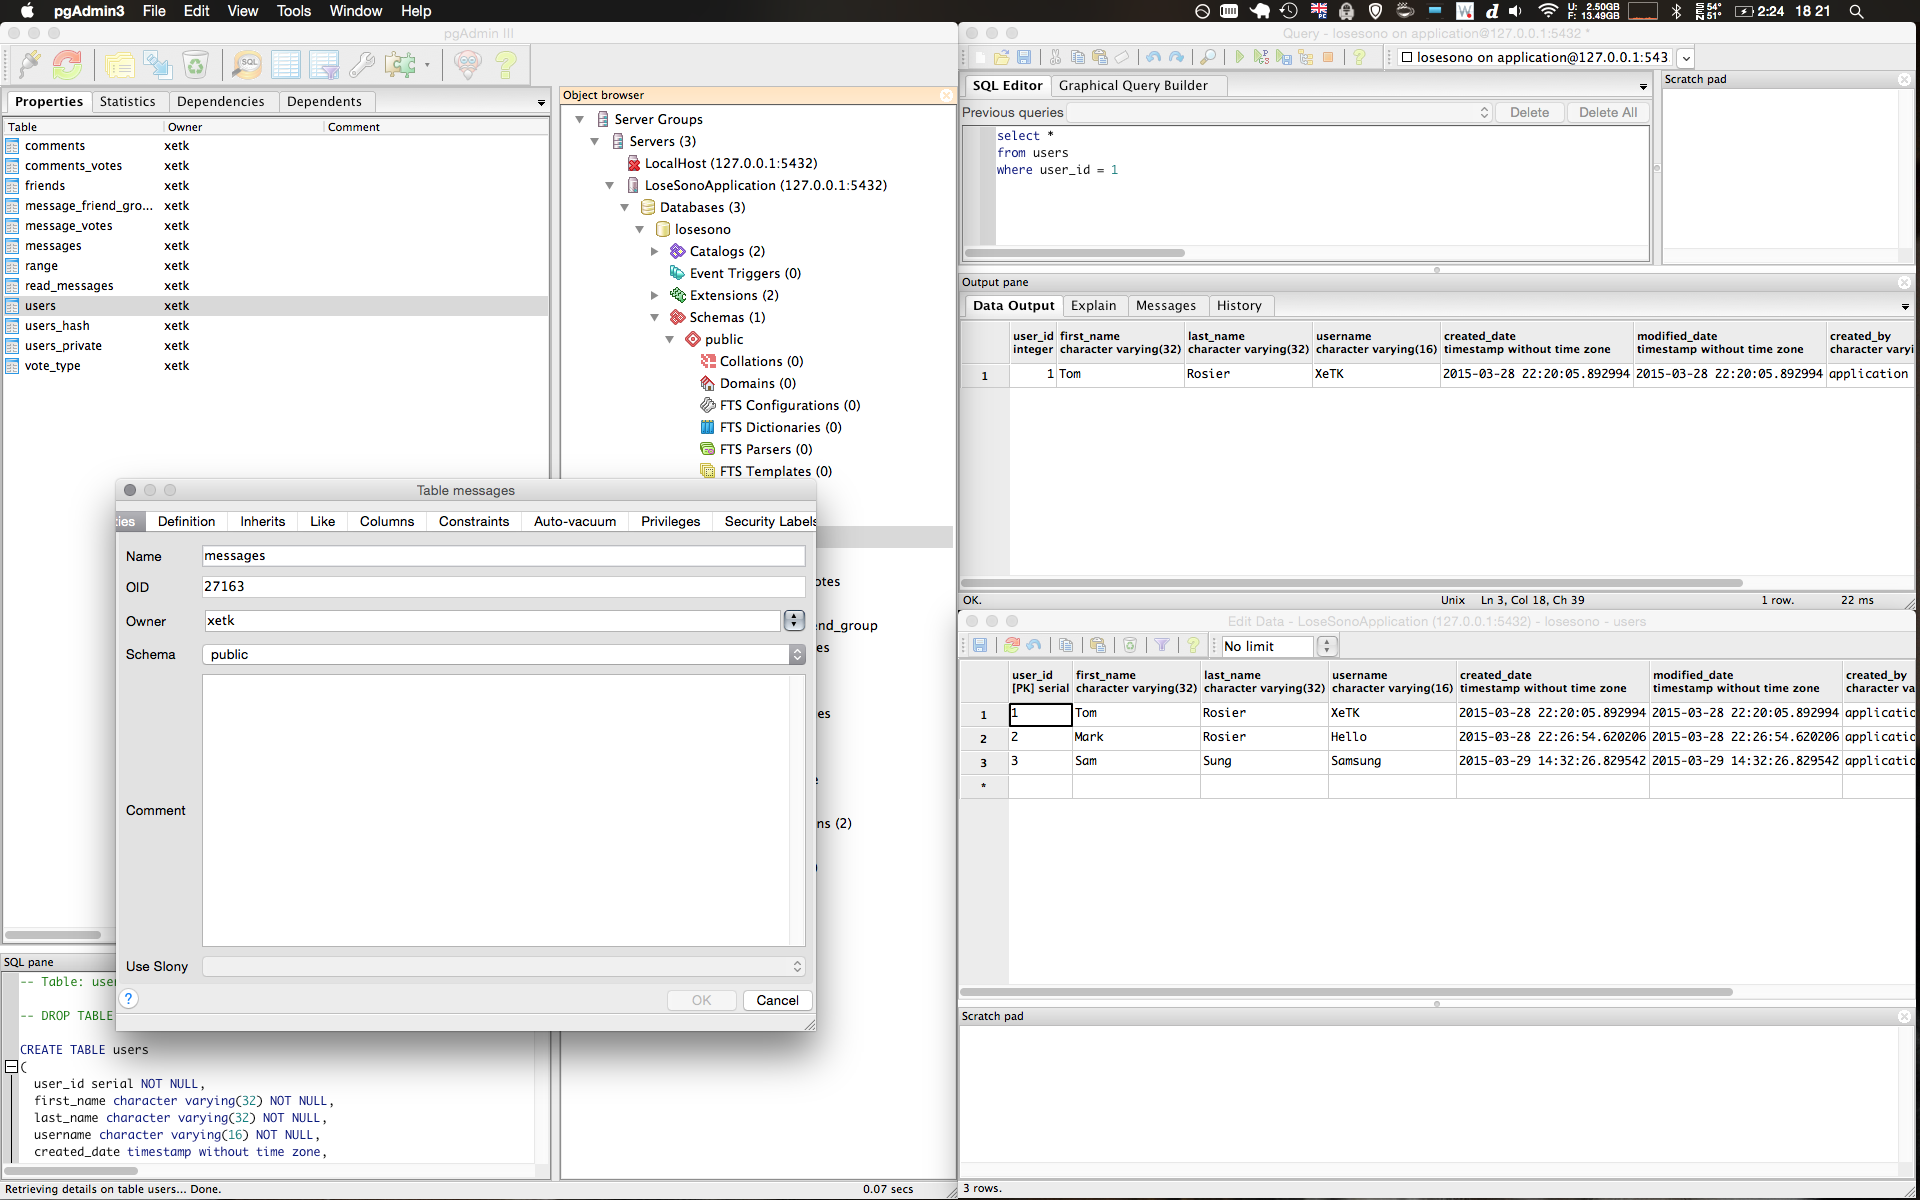 pgAdmin3 File Edit View Tools Window Help
U: 2.50GB F: 13.49GB 54° 51° 2:24 18 21
pgAdmin III
Properties Statistics Dependencies Dependents
Table Owner Comment
comments xetk
comments_votes xetk
friends xetk
message_friend_gro... xetk
message_votes xetk
messages xetk
range xetk
read_messages xetk
users xetk
users_hash xetk
users_private xetk
vote_type xetk
Object browser
Server Groups
Servers (3)
LocalHost (127.0.0.1:5432)
LoseSonoApplication (127.0.0.1:5432)
Databases (3)
losesono
Catalogs (2)
Event Triggers (0)
Extensions (2)
Schemas (1)
public
Collations (0)
Domains (0)
FTS Configurations (0)
FTS Dictionaries (0)
FTS Parsers (0)
FTS Templates (0)
otes
end_group
es
es
ns (2)
Table messages
ties Definition Inherits Like Columns Constraints Auto-vacuum Privileges Security Labels
Name messages
OID 27163
Owner xetk
Schema public
Comment
Use Slony
? OK Cancel
SQL pane
-- Table: user
-- DROP TABLE
CREATE TABLE users
(
user_id serial NOT NULL,
first_name character varying(32) NOT NULL,
last_name character varying(32) NOT NULL,
username character varying(16) NOT NULL,
created_date timestamp without time zone,
Retrieving details on table users... Done. 0.07 secs
Query - losesono on application@127.0.0.1:5432 *
losesono on application@127.0.0.1:543
SQL Editor Graphical Query Builder
Previous queries Delete Delete All
select *
from users
where user_id = 1
Scratch pad
Output pane
Data Output Explain Messages History
user_id first_name last_name username created_date modified_date created_by
integer character varying(32) character varying(32) character varying(16) timestamp without time zone timestamp without time zone character varyi
1 1 Tom Rosier XeTK 2015-03-28 22:20:05.892994 2015-03-28 22:20:05.892994 application
OK. Unix Ln 3, Col 18, Ch 39 1 row. 22 ms
Edit Data - LoseSonoApplication (127.0.0.1:5432) - losesono - users
No limit
user_id first_name last_name username created_date modified_date created_by
[PK] serial character varying(32) character varying(32) character varying(16) timestamp without time zone timestamp without time zone character va
1 1 Tom Rosier XeTK 2015-03-28 22:20:05.892994 2015-03-28 22:20:05.892994 applicatio
2 2 Mark Rosier Hello 2015-03-28 22:26:54.620206 2015-03-28 22:26:54.620206 applicatio
3 3 Sam Sung Samsung 2015-03-29 14:32:26.829542 2015-03-29 14:32:26.829542 applicatio
*
Scratch pad
3 rows.